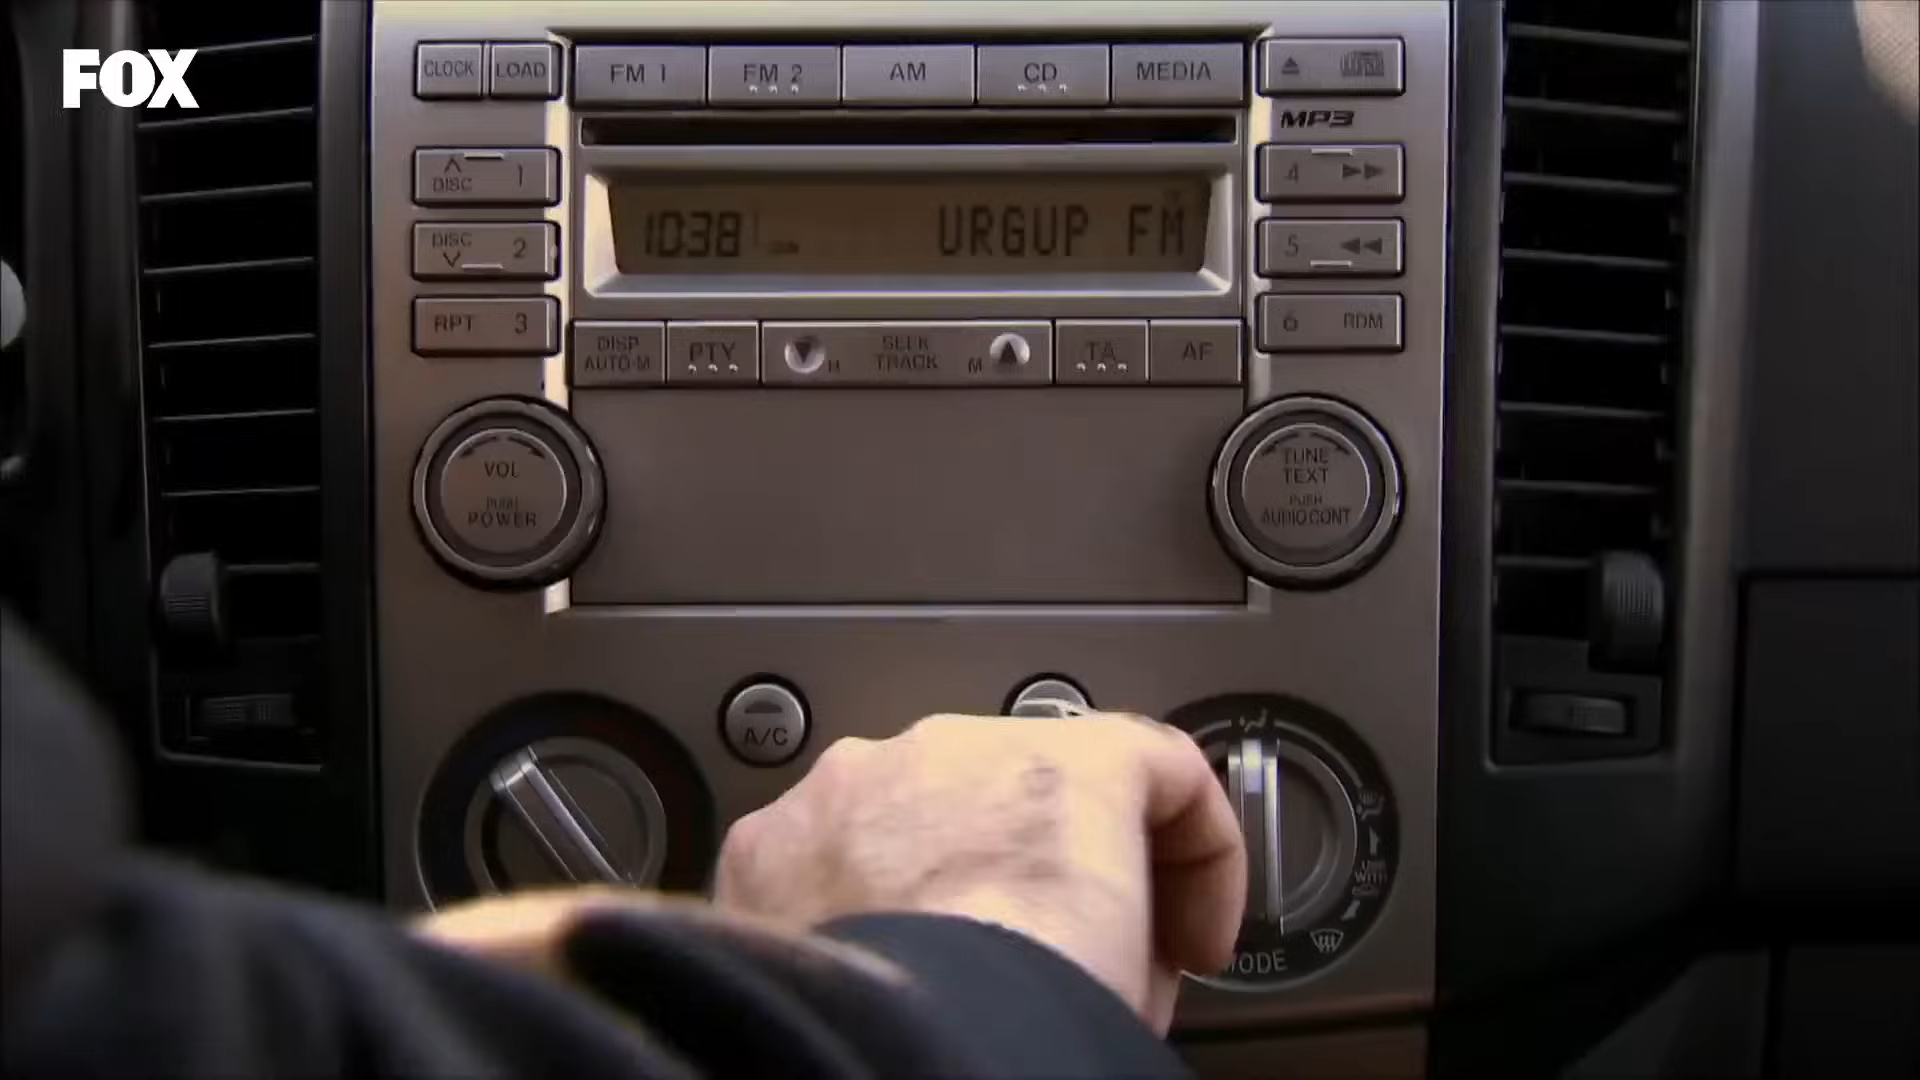 FOX
CLOCK LOAD FM 1 FM 2 AM CD MEDIA
MP3
DISC 1
4
10:38 URGUP FM
DISC 2
5
RPT 3
6 RDM
DISP AUTO-M PTY H SEEK TRACK M TA AF
VOL
PUSH
POWER
TUNE
TEXT
PUSH
AUDIO CONT
A/C
MODE